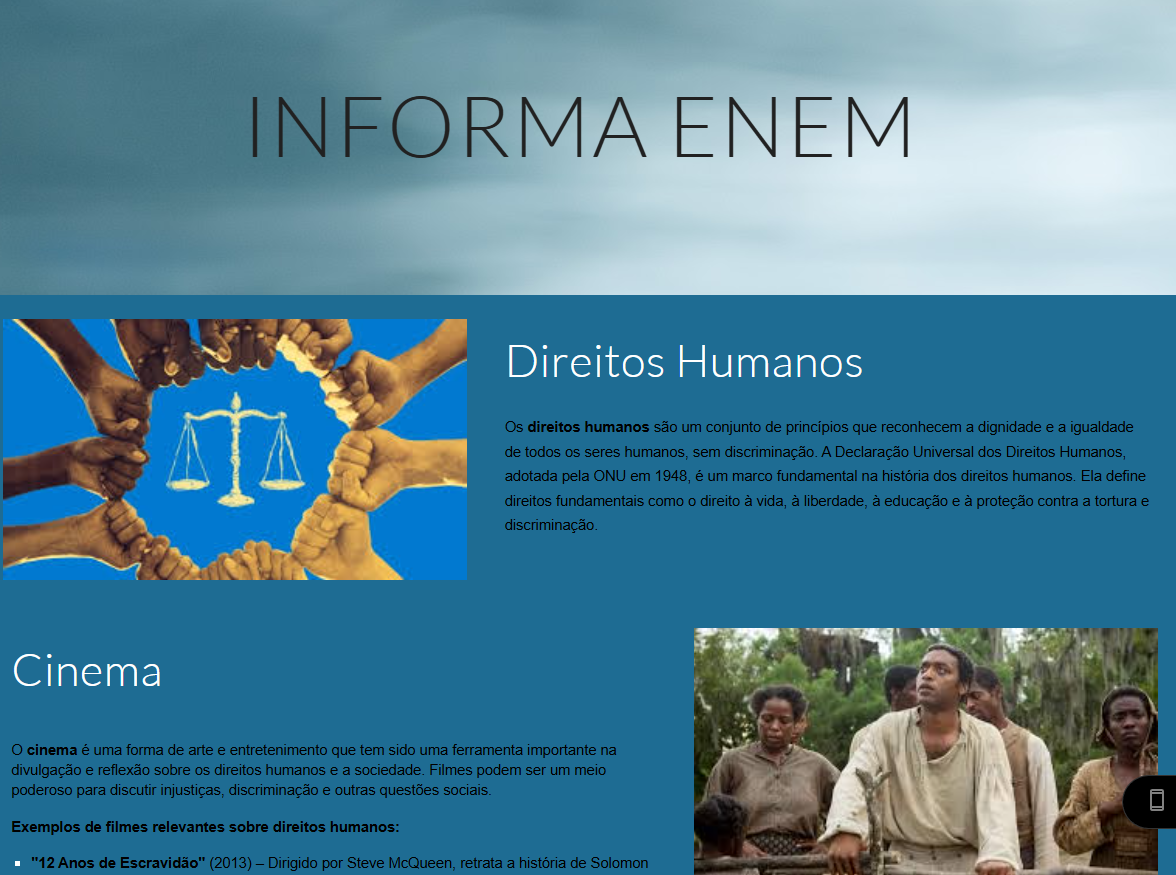 INFORMA ENEM
Direitos Humanos
Os direitos humanos são um conjunto de princípios que reconhecem a dignidade e a igualdade
de todos os seres humanos, sem discriminação. A Declaração Universal dos Direitos Humanos,
adotada pela ONU em 1948, é um marco fundamental na história dos direitos humanos. Ela define
direitos fundamentais como o direito à vida, à liberdade, à educação e à proteção contra a tortura e
discriminação.
Cinema
O cinema é uma forma de arte e entretenimento que tem sido uma ferramenta importante na
divulgação e reflexão sobre os direitos humanos e a sociedade. Filmes podem ser um meio
poderoso para discutir injustiças, discriminação e outras questões sociais.
Exemplos de filmes relevantes sobre direitos humanos:
"12 Anos de Escravidão" (2013) – Dirigido por Steve McQueen, retrata a história de Solomon